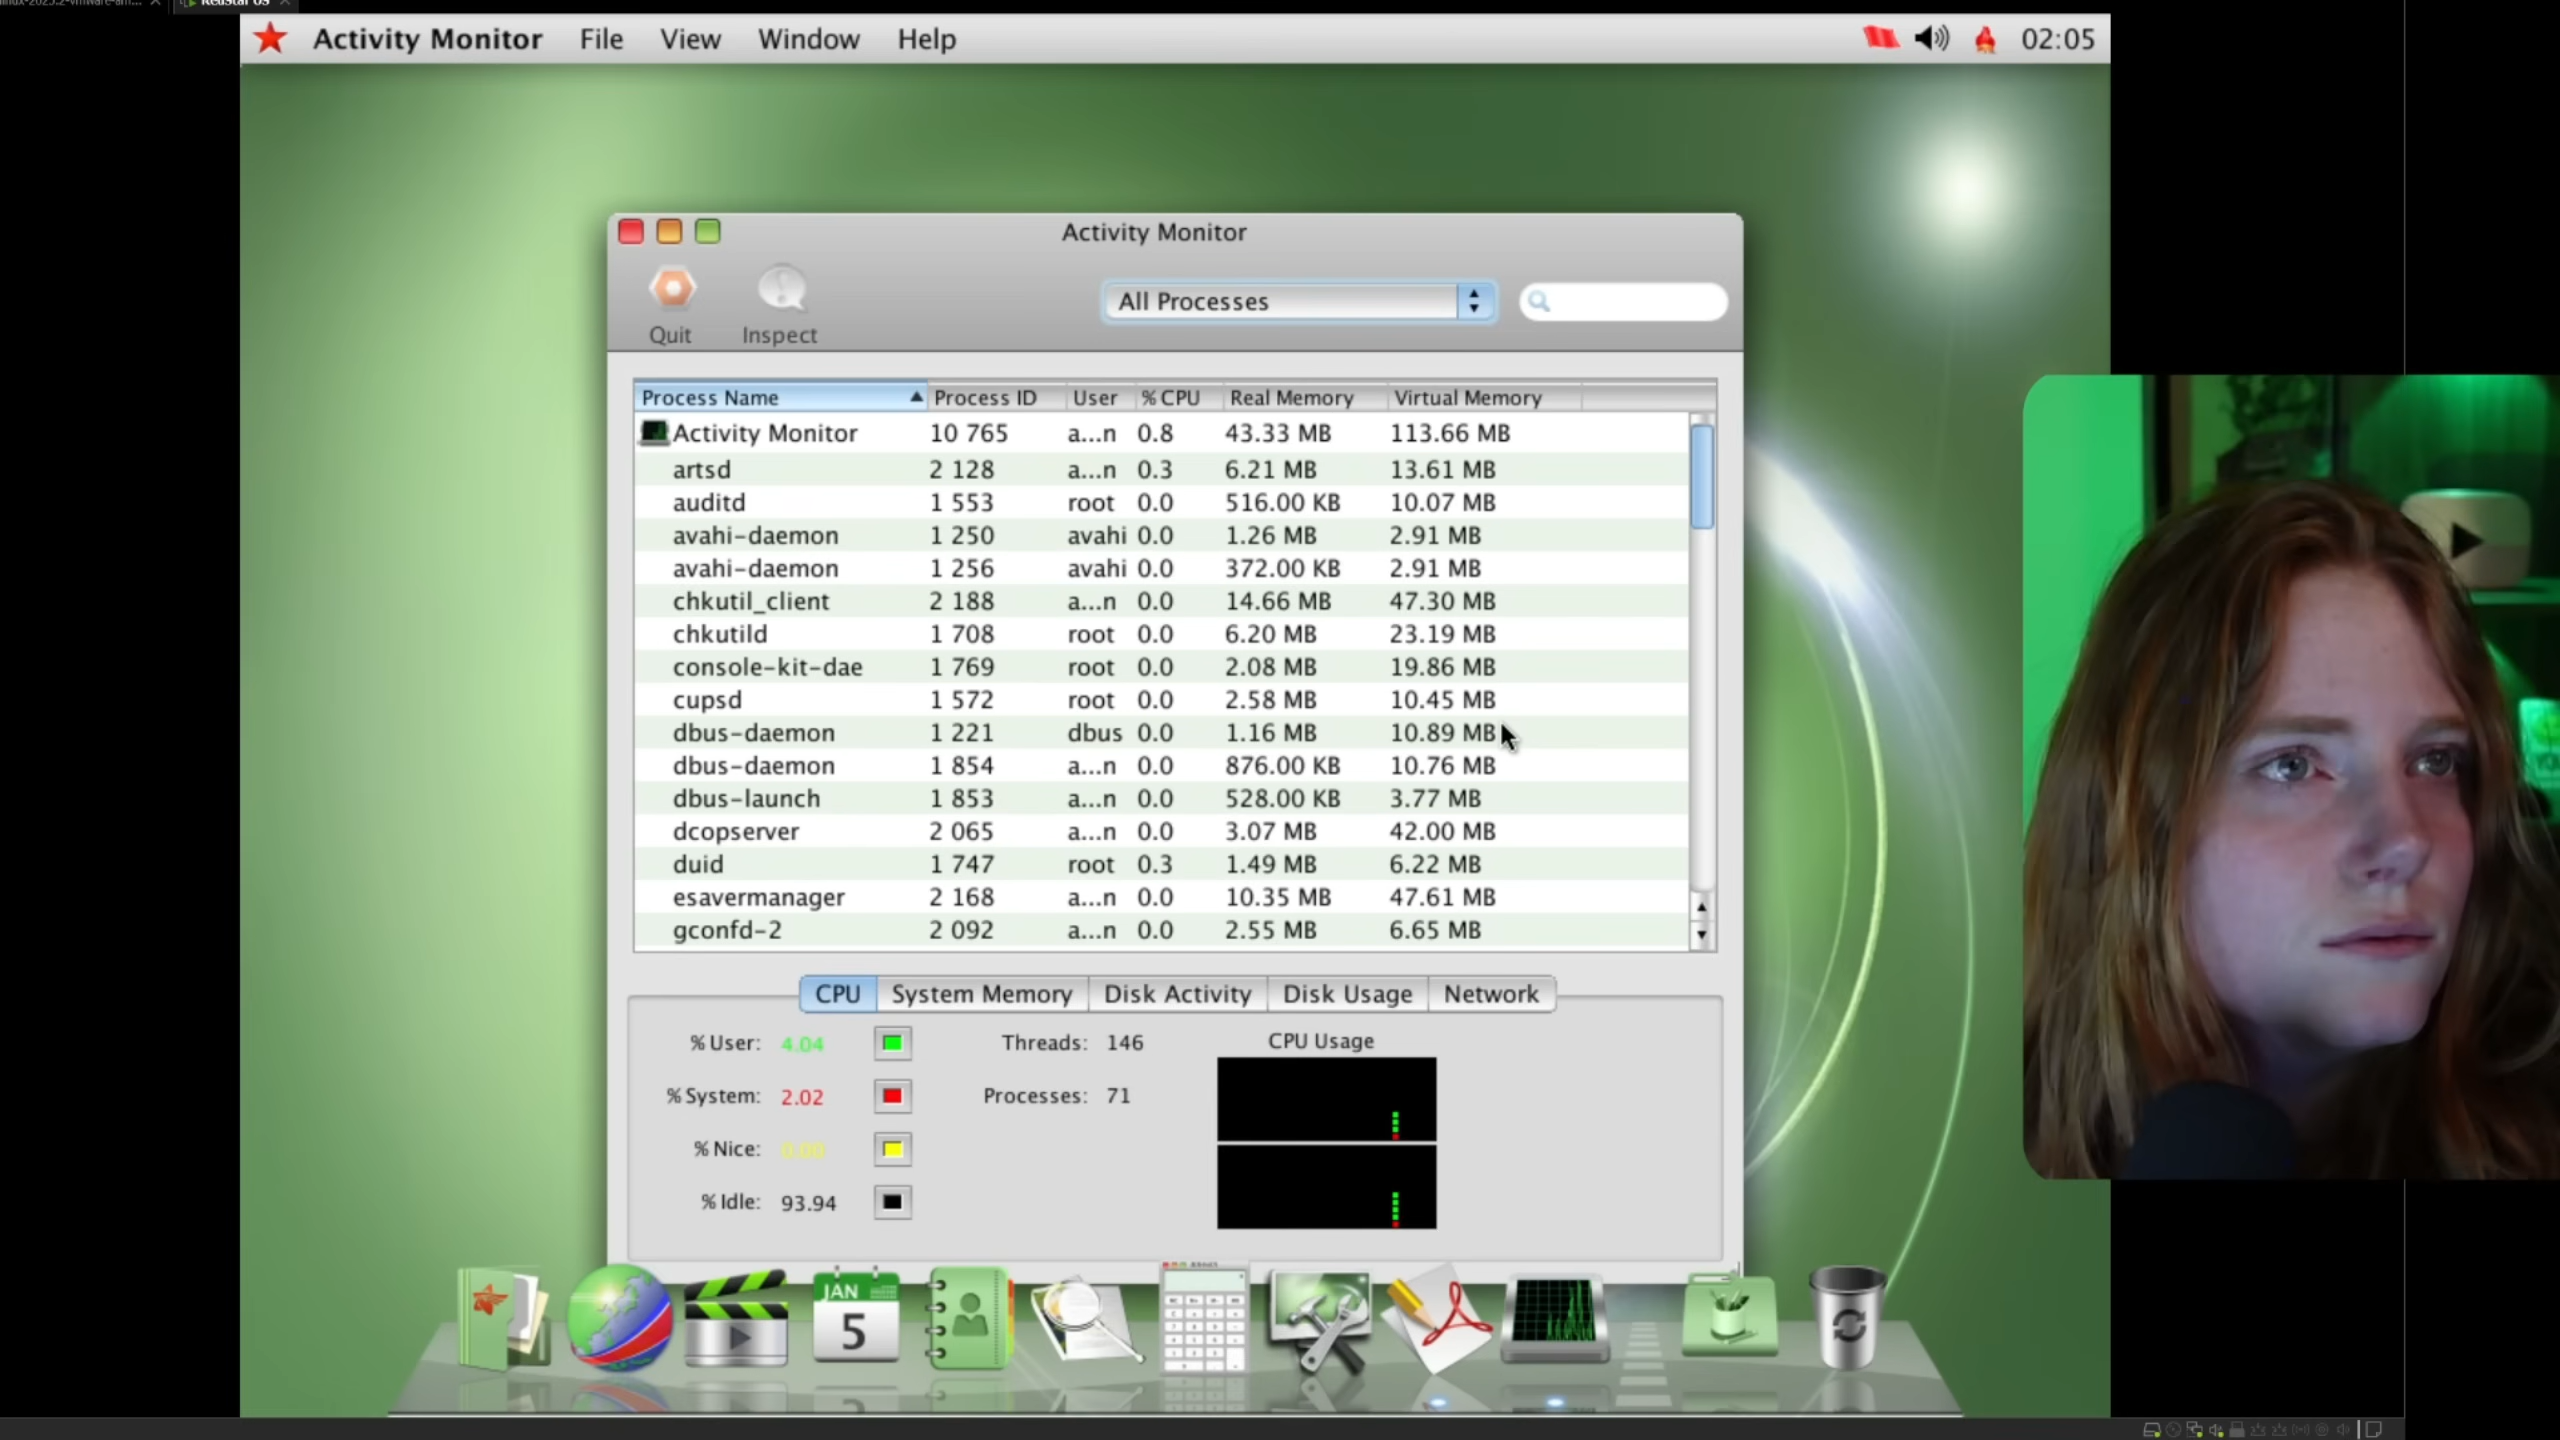 RedStar OS
Activity Monitor File View Window Help 02:05
Activity Monitor
All Processes
Quit Inspect
Process Name Process ID User % CPU Real Memory Virtual Memory
Activity Monitor 10 765 a...n 0.8 43.33 MB 113.66 MB
artsd 2 128 a...n 0.3 6.21 MB 13.61 MB
auditd 1 553 root 0.0 516.00 KB 10.07 MB
avahi-daemon 1 250 avahi 0.0 1.26 MB 2.91 MB
avahi-daemon 1 256 avahi 0.0 372.00 KB 2.91 MB
chkutil_client 2 188 a...n 0.0 14.66 MB 47.30 MB
chkutild 1 708 root 0.0 6.20 MB 23.19 MB
console-kit-dae 1 769 root 0.0 2.08 MB 19.86 MB
cupsd 1 572 root 0.0 2.58 MB 10.45 MB
dbus-daemon 1 221 dbus 0.0 1.16 MB 10.89 MB
dbus-daemon 1 854 a...n 0.0 876.00 KB 10.76 MB
dbus-launch 1 853 a...n 0.0 528.00 KB 3.77 MB
dcopserver 2 065 a...n 0.0 3.07 MB 42.00 MB
duid 1 747 root 0.3 1.49 MB 6.22 MB
esavermanager 2 168 a...n 0.0 10.35 MB 47.61 MB
gconfd-2 2 092 a...n 0.0 2.55 MB 6.65 MB
CPU System Memory Disk Activity Disk Usage Network
% User: 4.04 Threads: 146 CPU Usage
% System: 2.02 Processes: 71
% Nice: 0.00
% Idle: 93.94
JAN
5